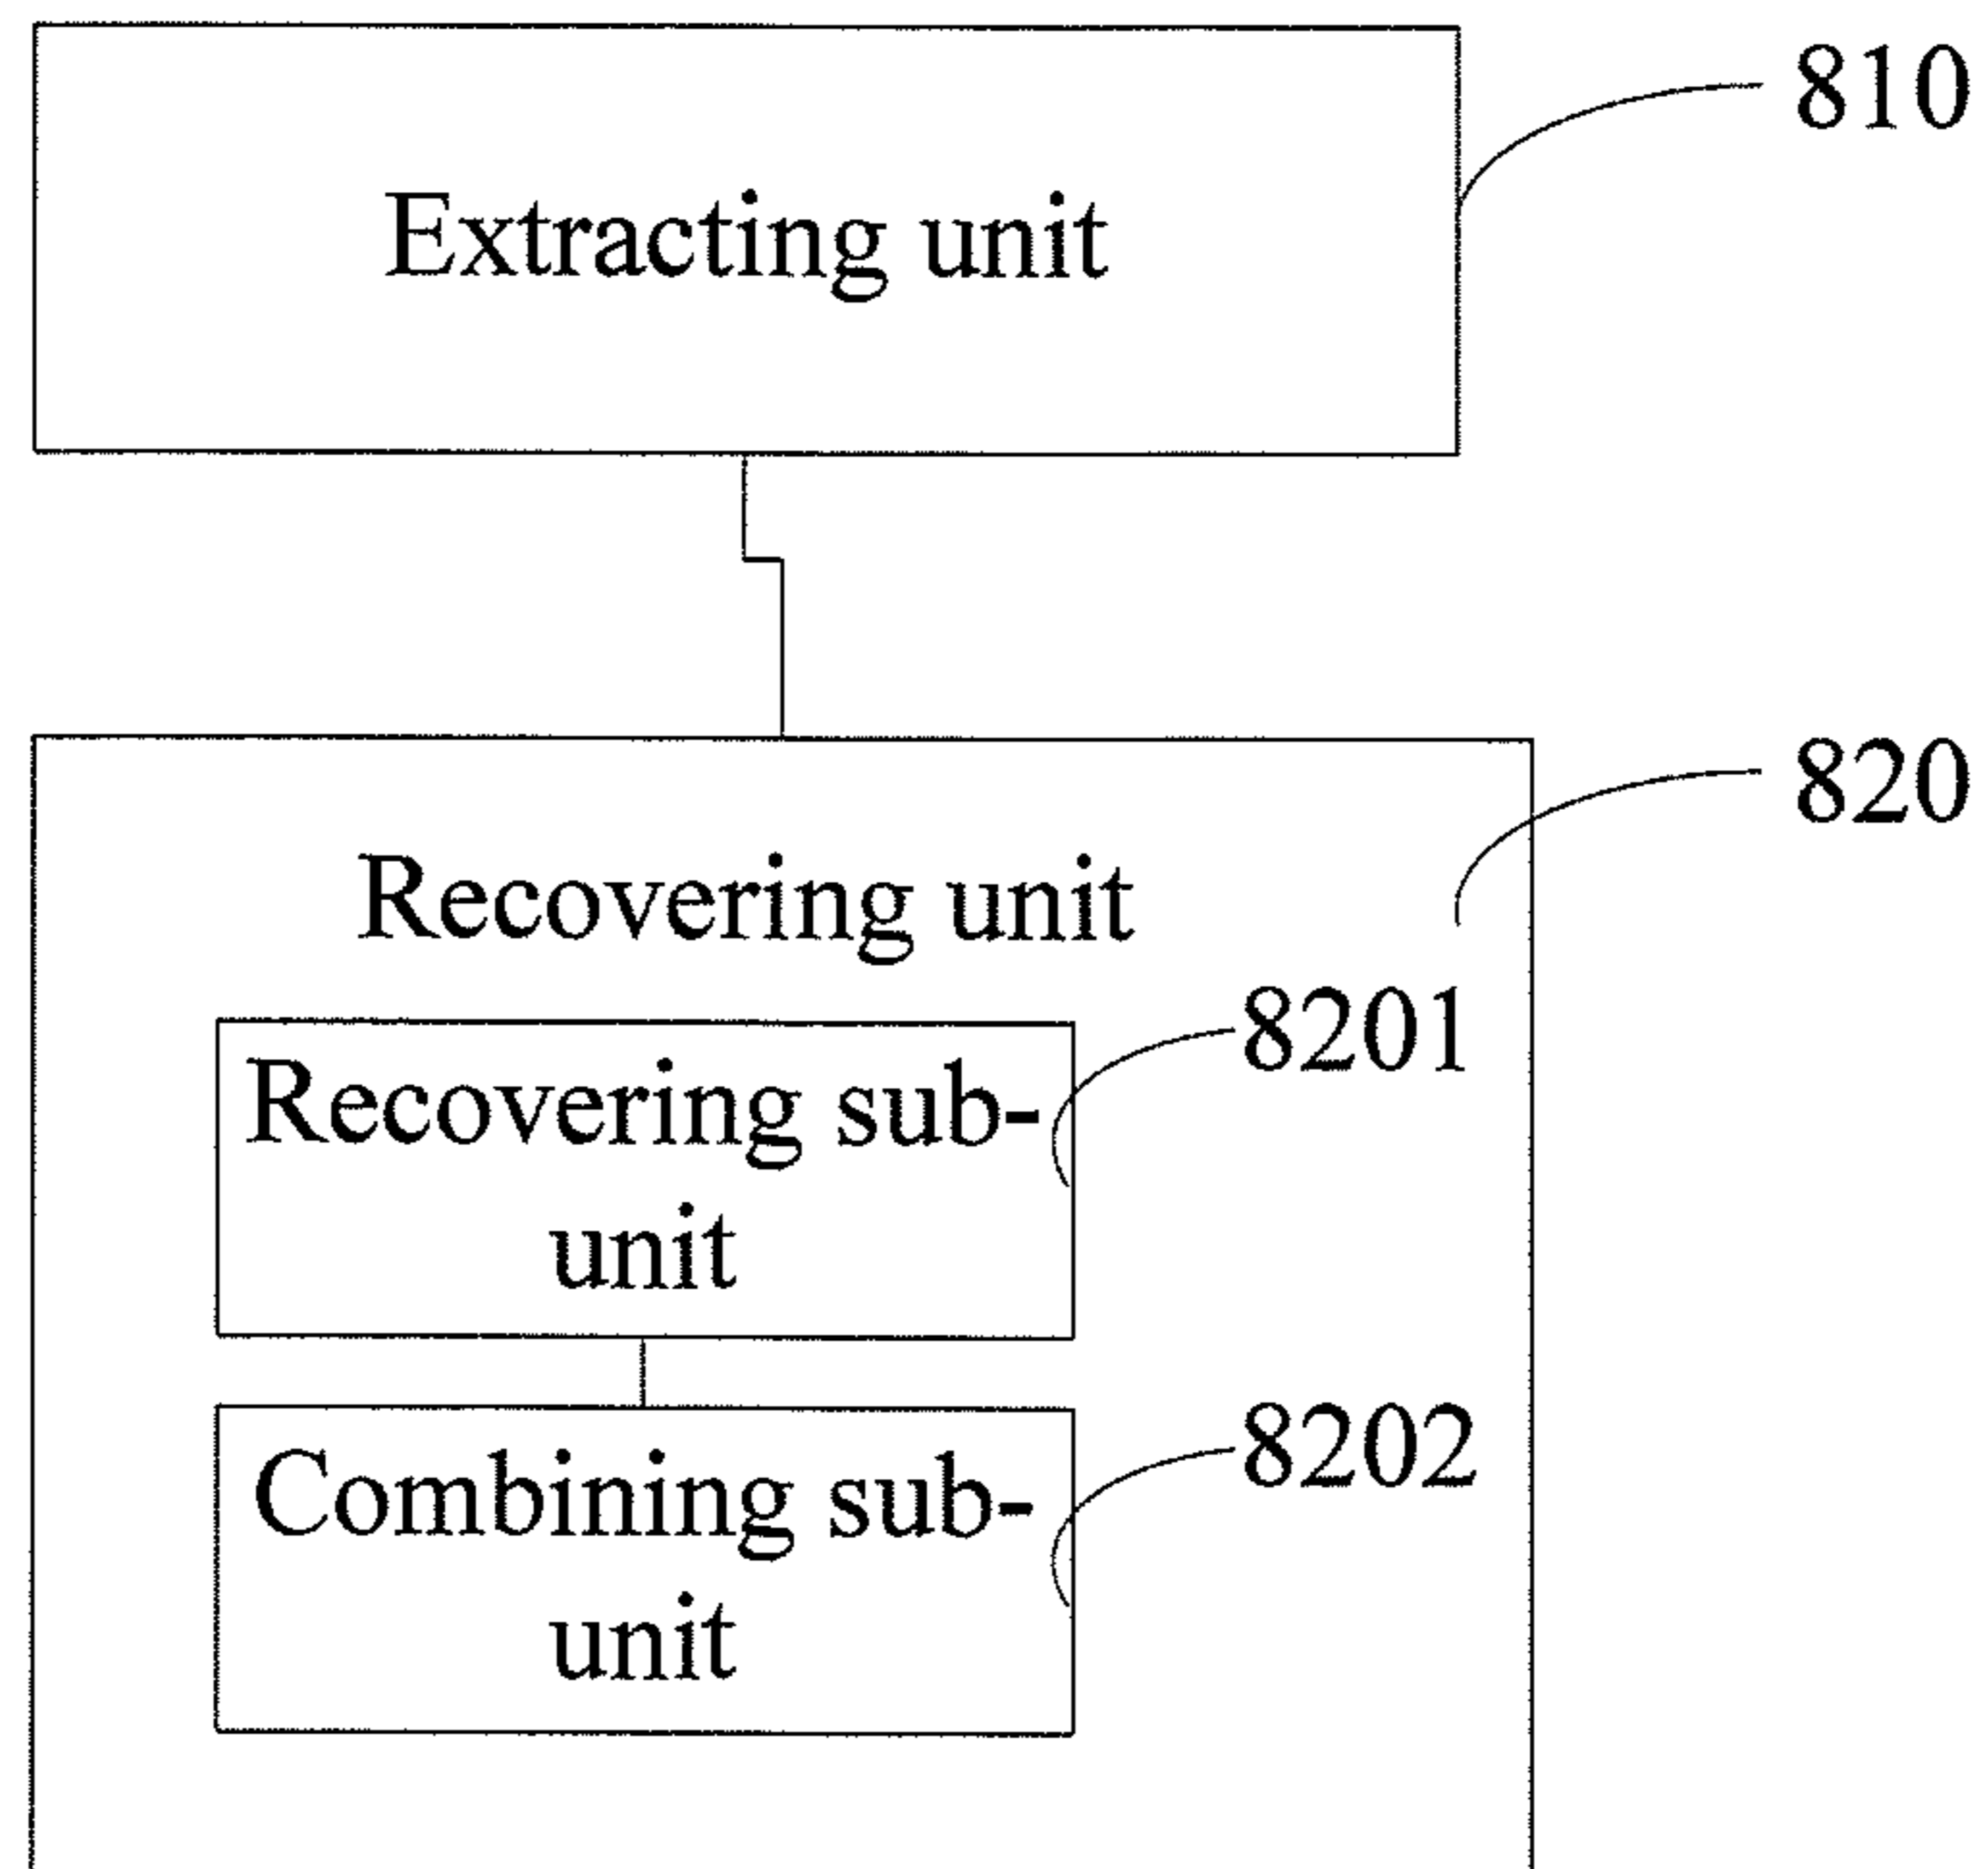 810
Extracting unit
820
Recovering unit
8201
Recovering sub-
unit
8202
Combining sub-
unit